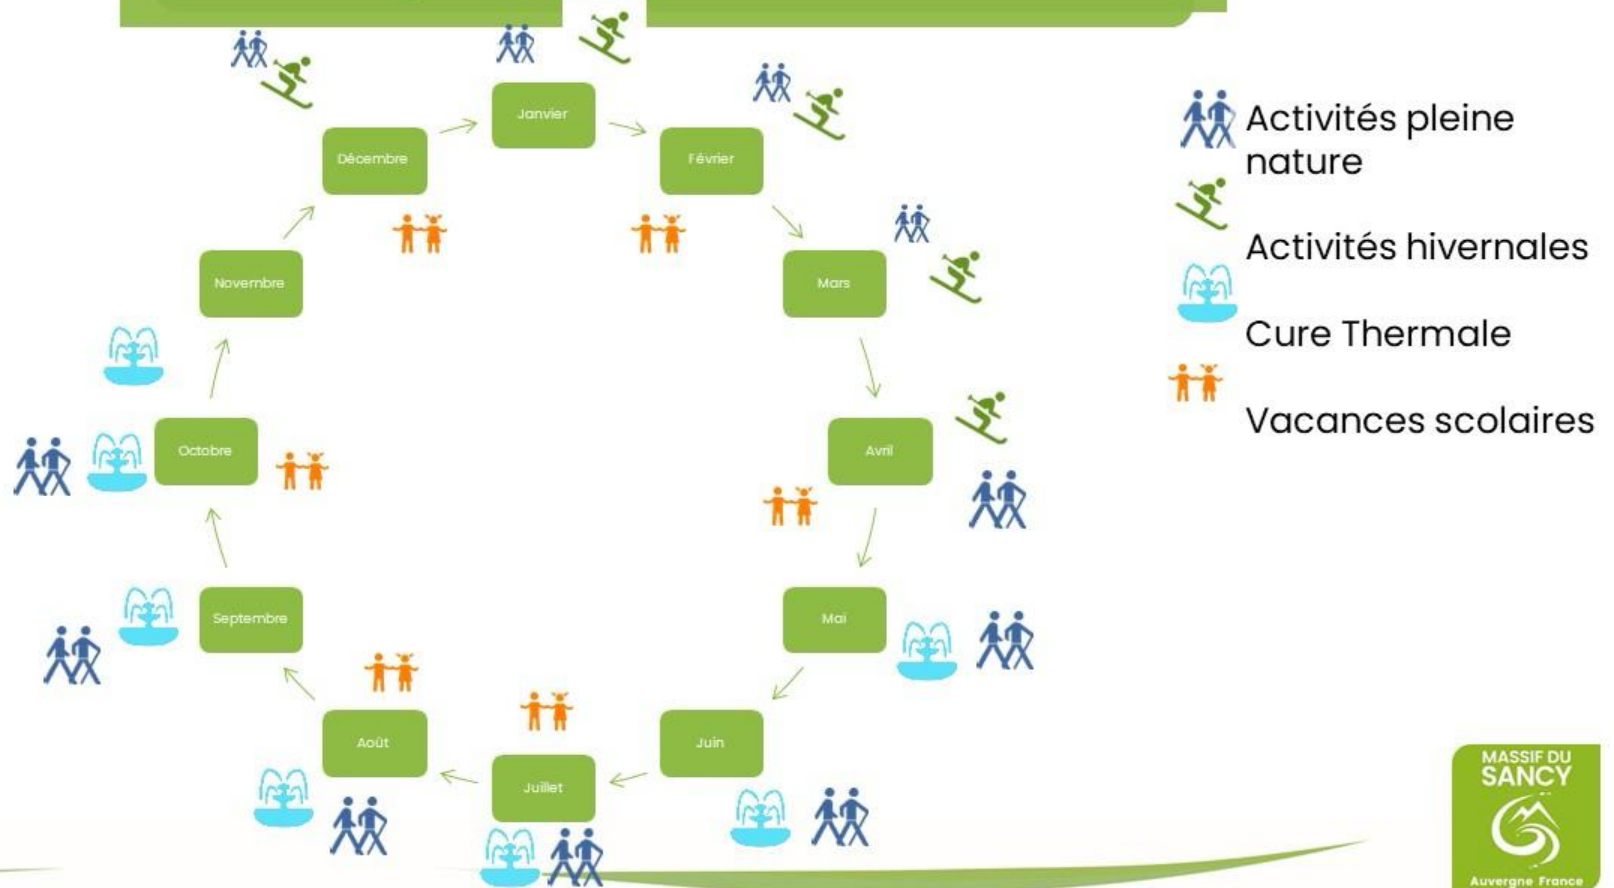 Janvier
Février
Mars
Avril
Mai
Juin
Juillet
Août
Septembre
Octobre
Novembre
Décembre
Activités pleine
nature
Activités hivernales
Cure Thermale
Vacances scolaires
MASSIF DU
SANCY
Auvergne France